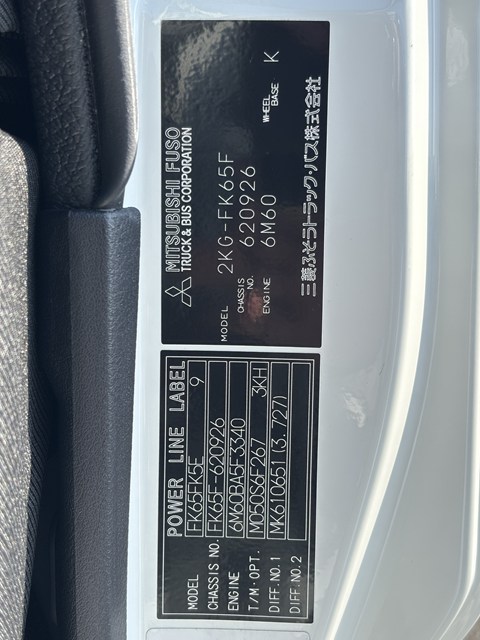 MITSUBISHI FUSO
TRUCK & BUS CORPORATION
MODEL 2KG-FK65F
CHASSIS NO. 620926
ENGINE 6M60 WHEEL BASE K
三菱ふそうトラック・バス株式会社
POWER LINE LABEL
MODEL FK65FK5F 9
CHASSIS NO. FK65F-620926
ENGINE 6M60BA5F3340
T/M·OPT. M050S6F267 3KH
DIFF.NO.1 MK610651(3.727)
DIFF.NO.2